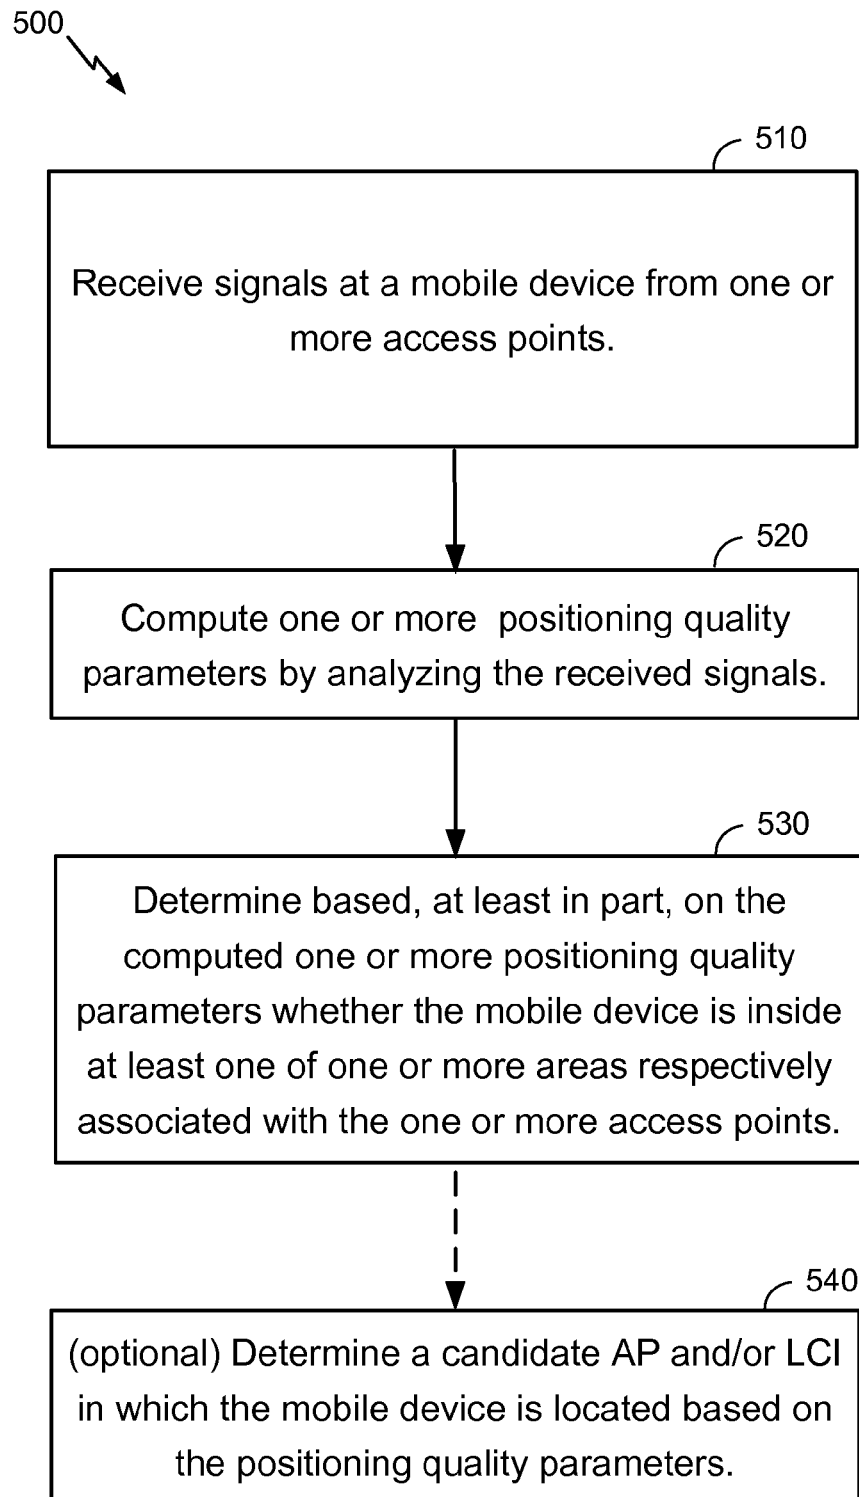 500
510
Receive signals at a mobile device from one or
more access points.
520
Compute one or more  positioning quality
parameters by analyzing the received signals.
530
Determine based, at least in part, on the
computed one or more positioning quality
parameters whether the mobile device is inside
at least one of one or more areas respectively
associated with the one or more access points.
540
(optional) Determine a candidate AP and/or LCI
in which the mobile device is located based on
the positioning quality parameters.